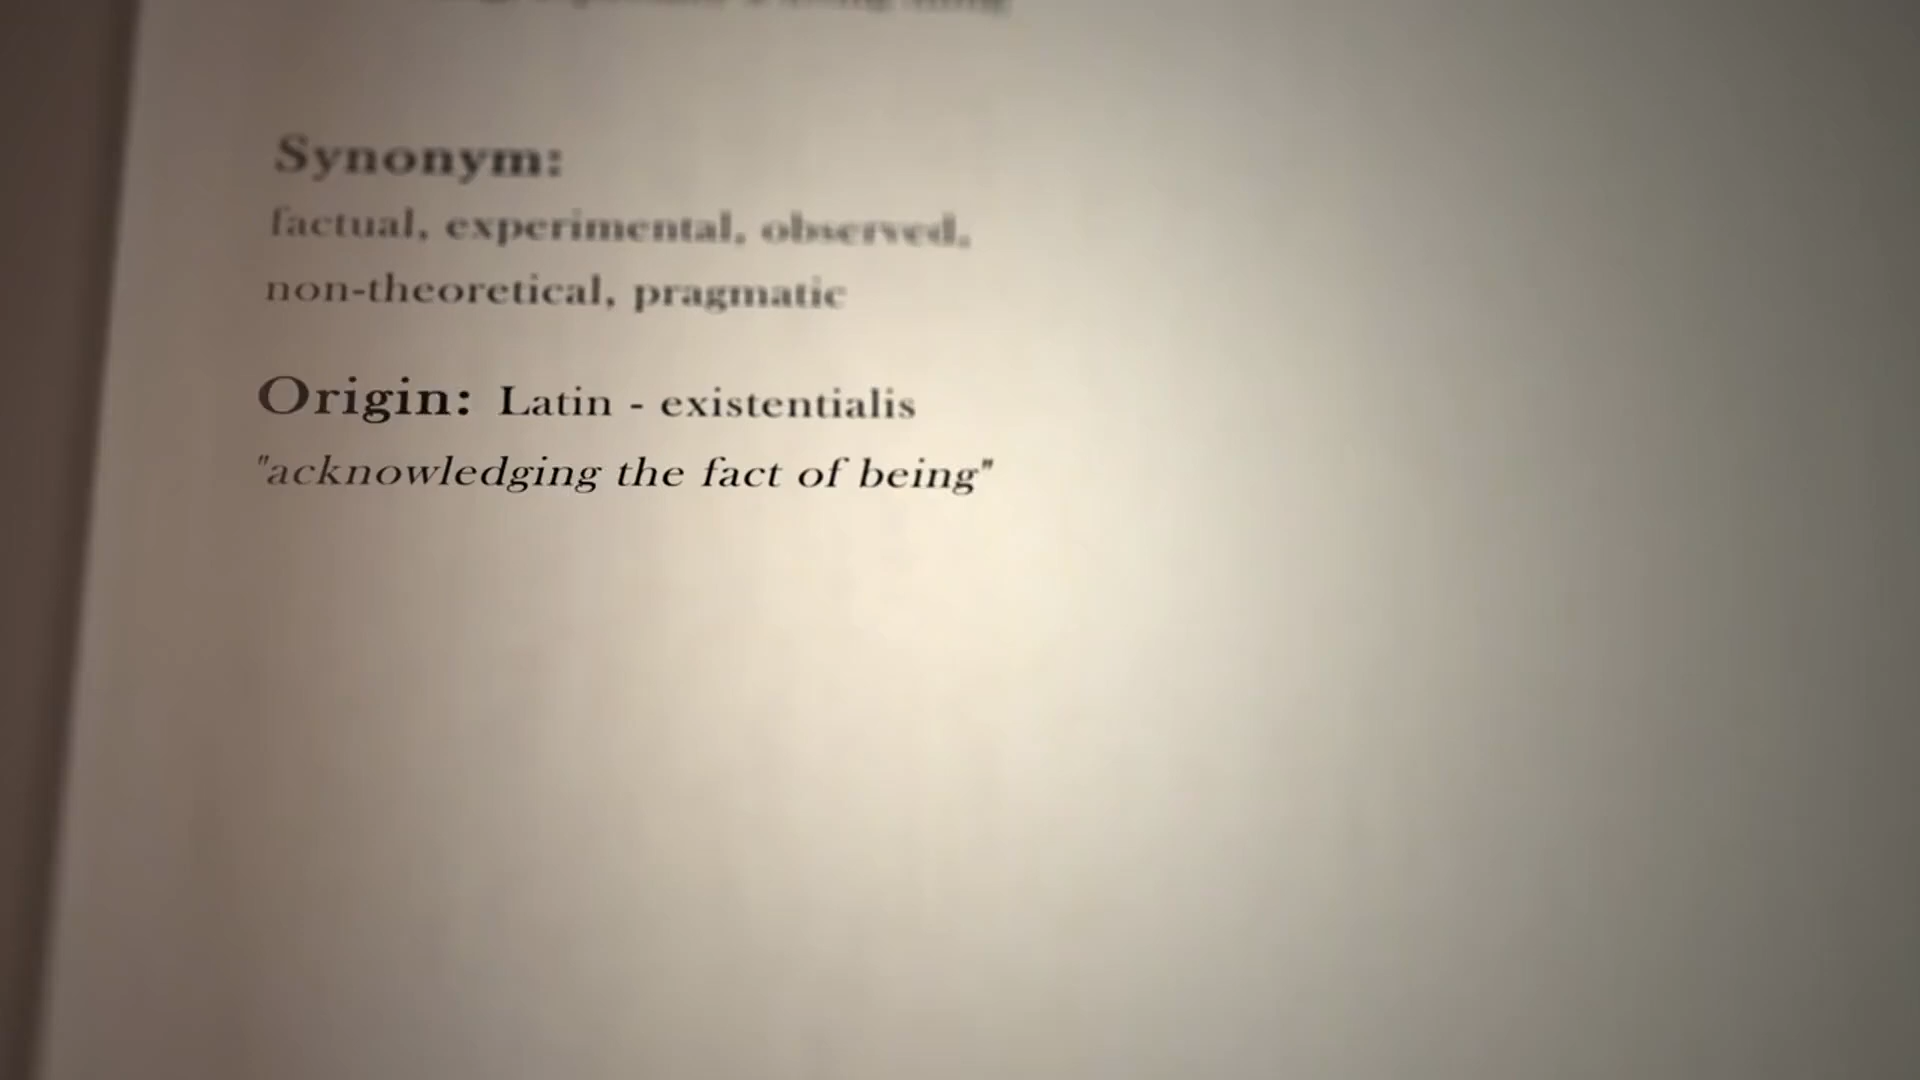 Synonym:
factual, experimental, observed,
non-theoretical, pragmatic
Origin: Latin - existentialis
"acknowledging the fact of being"